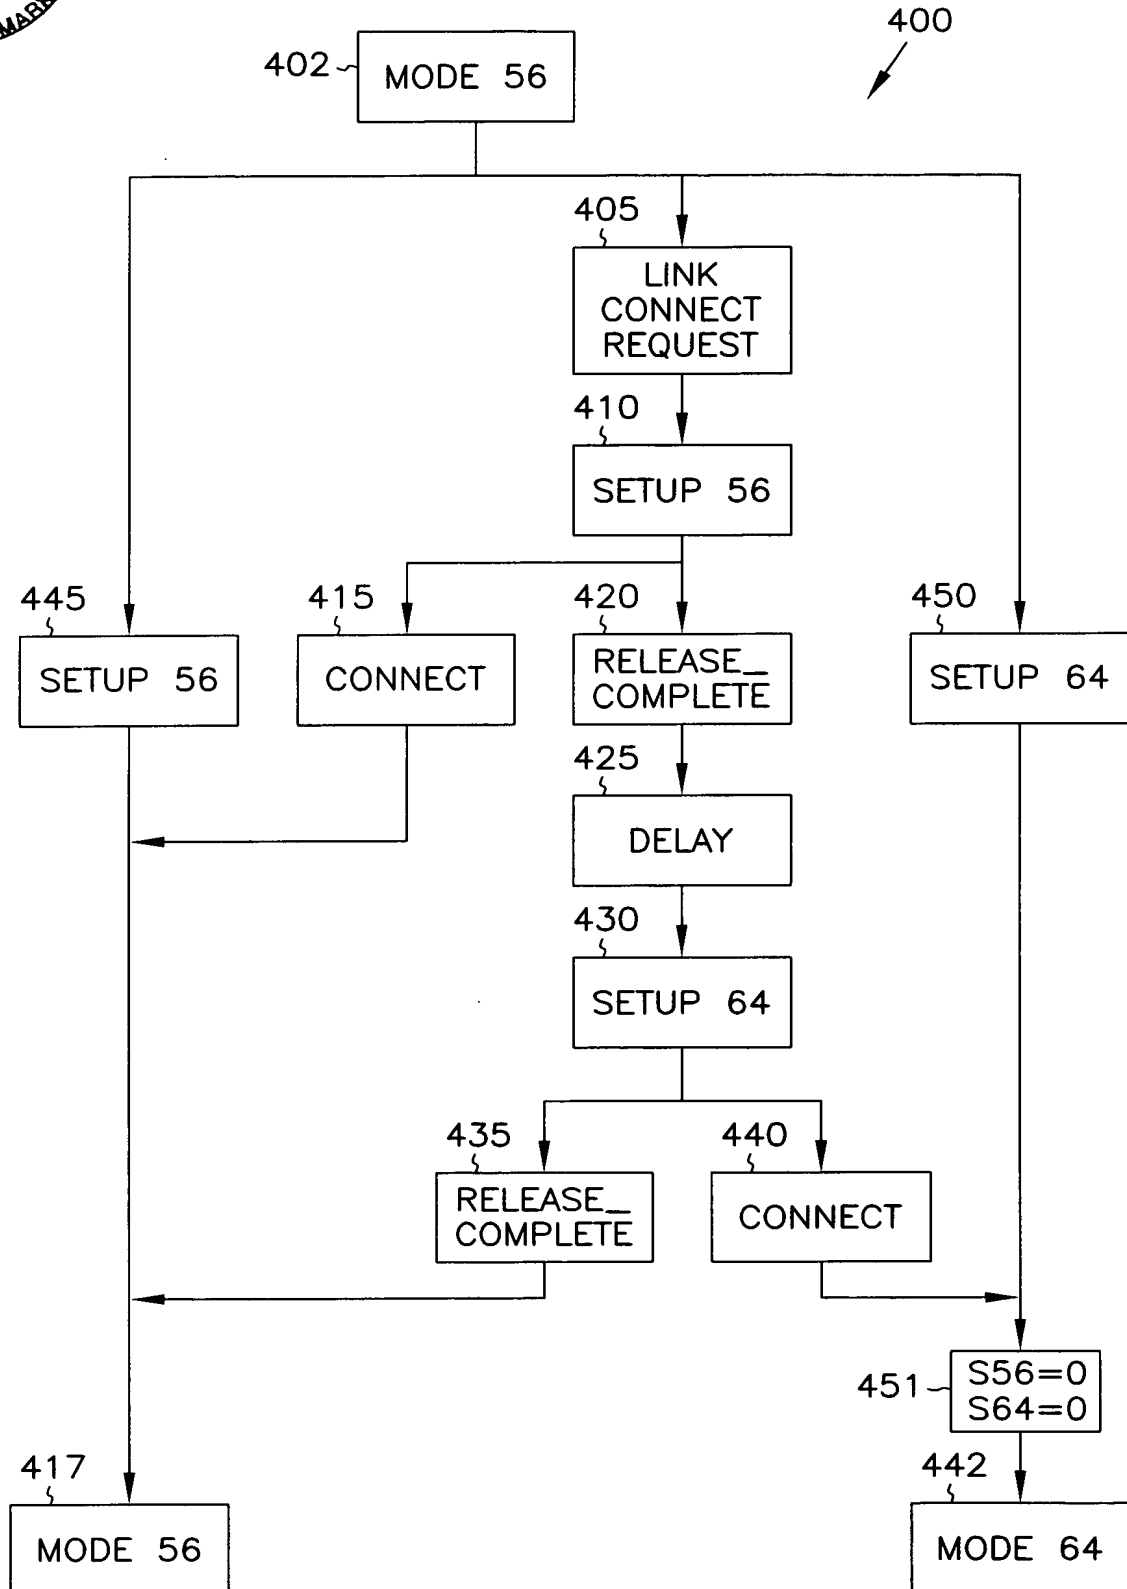 MARK
400
402
MODE 56
405
LINK
CONNECT
REQUEST
410
SETUP 56
445
SETUP 56
415
CONNECT
420
RELEASE_
COMPLETE
450
SETUP 64
425
DELAY
430
SETUP 64
435
RELEASE_
COMPLETE
440
CONNECT
451
S56=0
S64=0
417
MODE 56
442
MODE 64